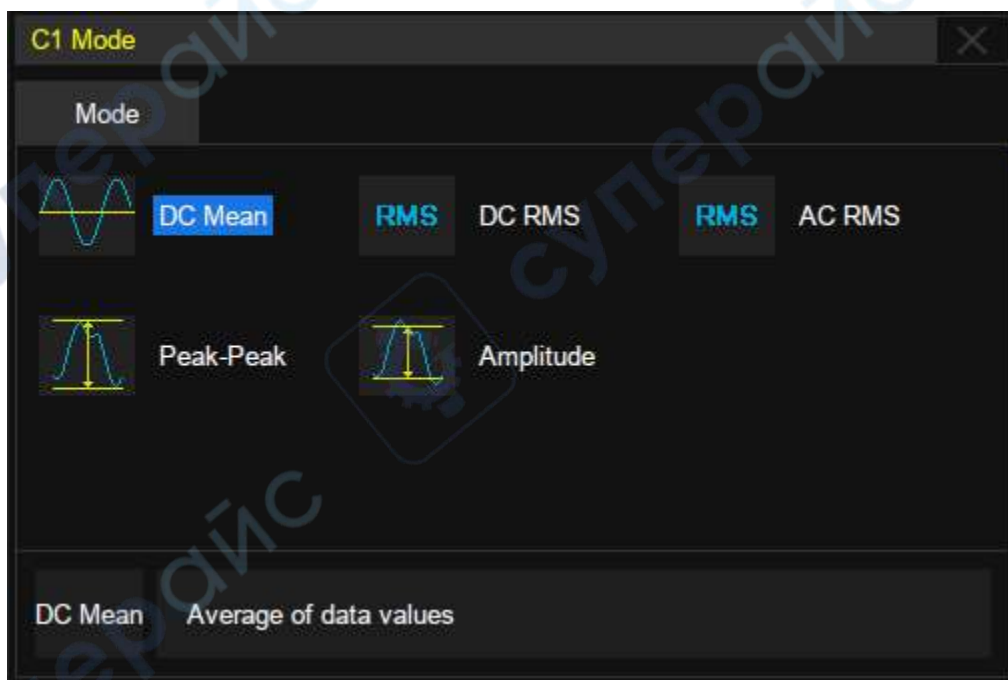 C1 Mode
Mode
DC Mean RMS DC RMS RMS AC RMS
Peak-Peak Amplitude
суперайс
DC Mean Average of data values